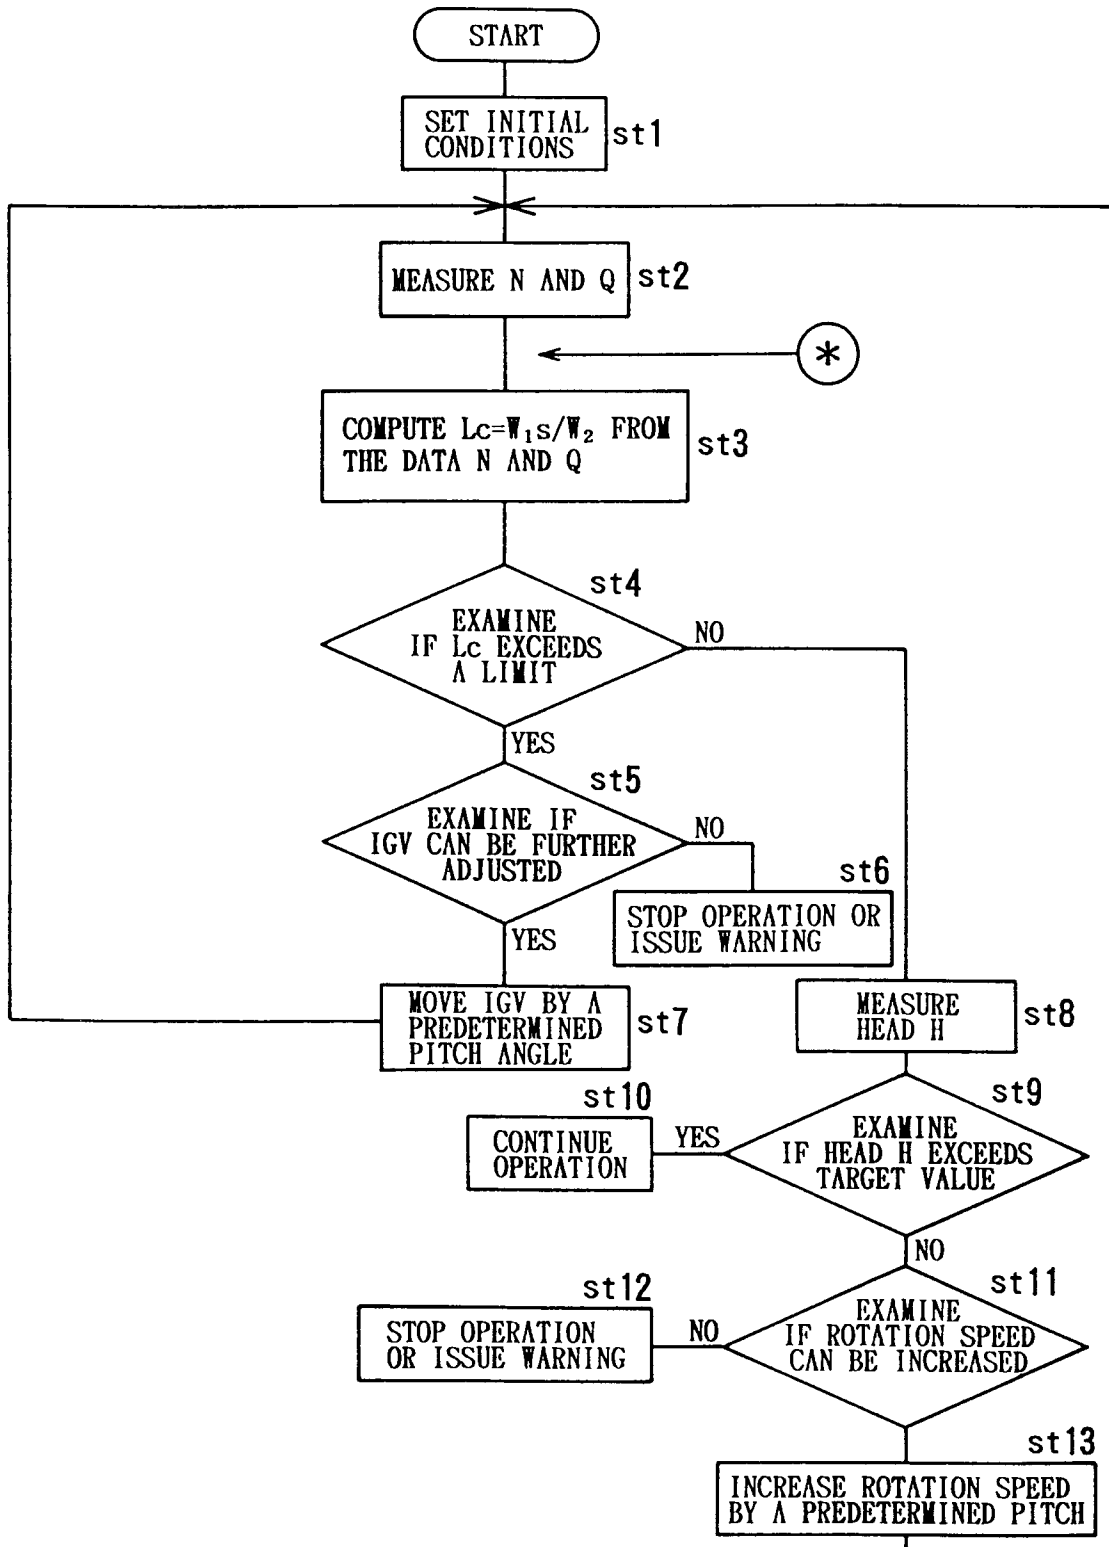 START
SET INITIAL
CONDITIONS
st1
MEASURE N AND Q
st2
*
COMPUTE Lc=W₁s/W₂ FROM
THE DATA N AND Q
st3
st4
EXAMINE
IF Lc EXCEEDS
A LIMIT
NO
YES
st5
EXAMINE IF
IGV CAN BE FURTHER
ADJUSTED
NO
st6
STOP OPERATION OR
ISSUE WARNING
YES
MOVE IGV BY A
PREDETERMINED
PITCH ANGLE
st7
MEASURE
HEAD H
st8
st9
EXAMINE
IF HEAD H EXCEEDS
TARGET VALUE
YES
st10
CONTINUE
OPERATION
NO
st11
EXAMINE
IF ROTATION SPEED
CAN BE INCREASED
NO
st12
STOP OPERATION
OR ISSUE WARNING
st13
INCREASE ROTATION SPEED
BY A PREDETERMINED PITCH